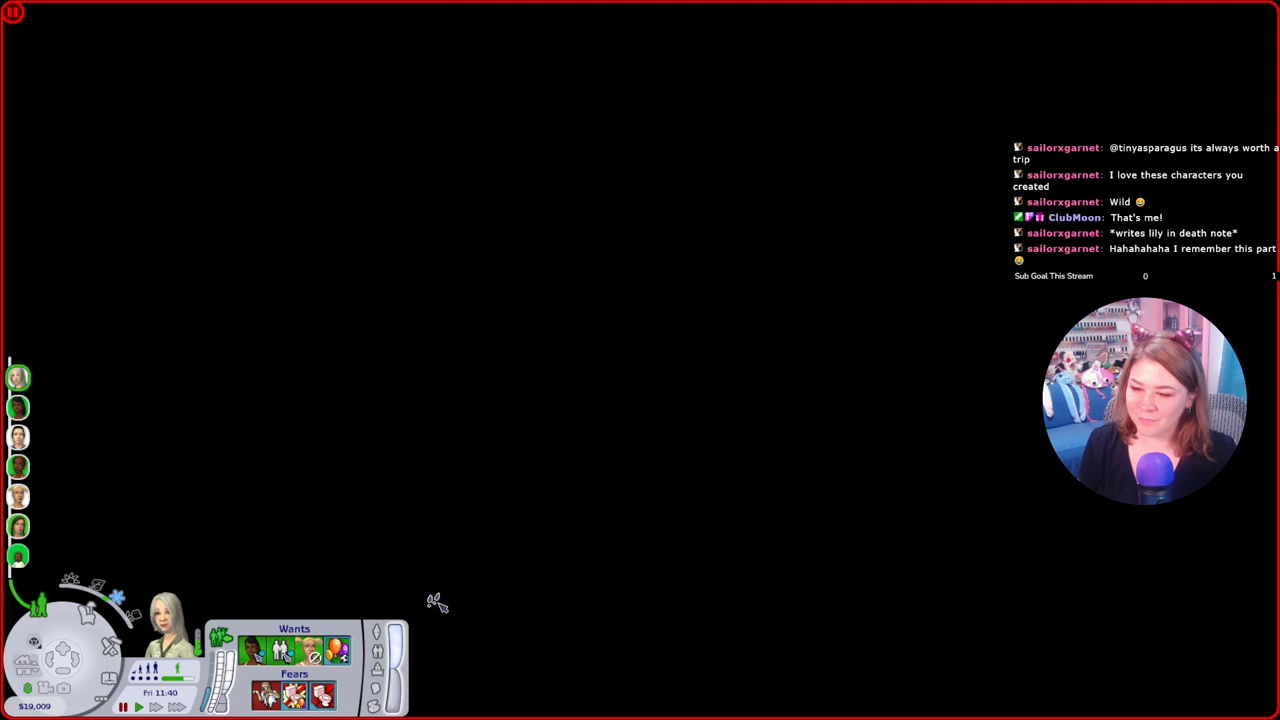 sailorxgarnet: @tinyasparagus its always worth a
trip
sailorxgarnet: I love these characters you
created
sailorxgarnet: Wild 😂
ClubMoon: That's me!
sailorxgarnet: *writes lily in death note*
sailorxgarnet: Hahahahaha I remember this part
😂
Sub Goal This Stream 0 1
Wants
Fears
Fri 11:40
$19,009